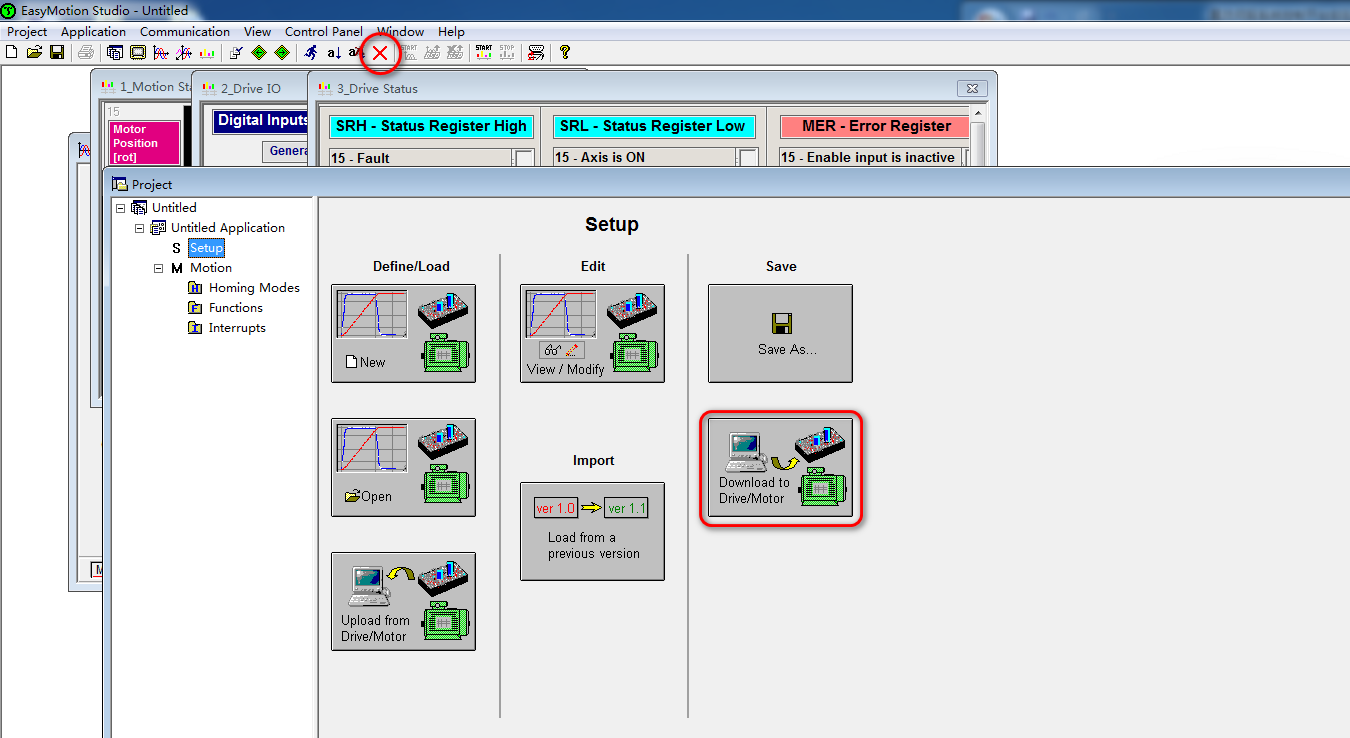 EasyMotion Studio - Untitled
Project Application Communication View Control Panel Window Help
START START STOP
1_Motion Sta 2_Drive IO 3_Drive Status
15
Motor
Position
[rot]
Digital Inputs
Genera
SRH - Status Register High SRL - Status Register Low MER - Error Register
15 - Fault 15 - Axis is ON 15 - Enable input is inactive
Project
Untitled
Untitled Application
S Setup
M Motion
H Homing Modes
F Functions
I Interrupts
Setup
Define/Load Edit Save
New View / Modify Save As...
Open
Import
Download to
Drive/Motor
ver 1.0 ver 1.1
Load from a
previous version
Upload from
Drive/Motor
M